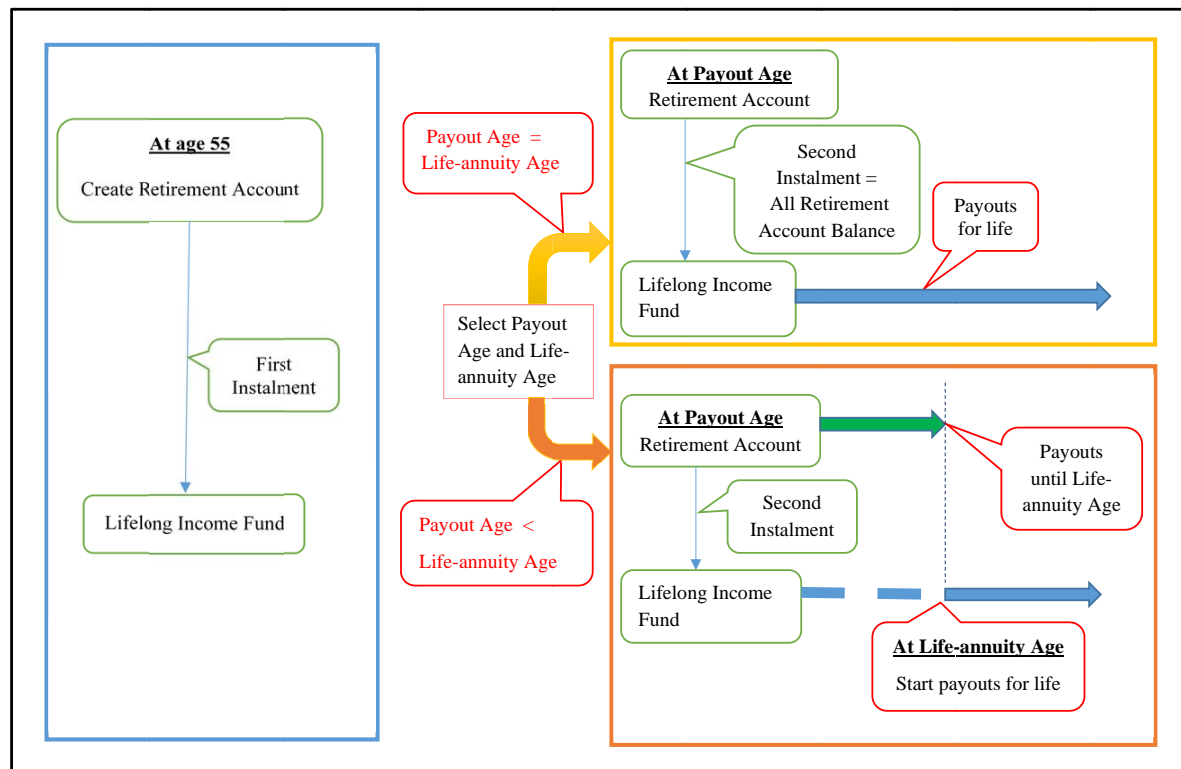 At age 55
Create Retirement Account
First
Instalment
Lifelong Income Fund
Payout Age =
Life-annuity Age
Select Payout
Age and Life-
annuity Age
Payout Age <
Life-annuity Age
At Payout Age
Retirement Account
Second
Instalment =
All Retirement
Account Balance
Payouts
for life
Lifelong Income
Fund
At Payout Age
Retirement Account
Payouts
until Life-
annuity Age
Second
Instalment
Lifelong Income
Fund
At Life-annuity Age
Start payouts for life